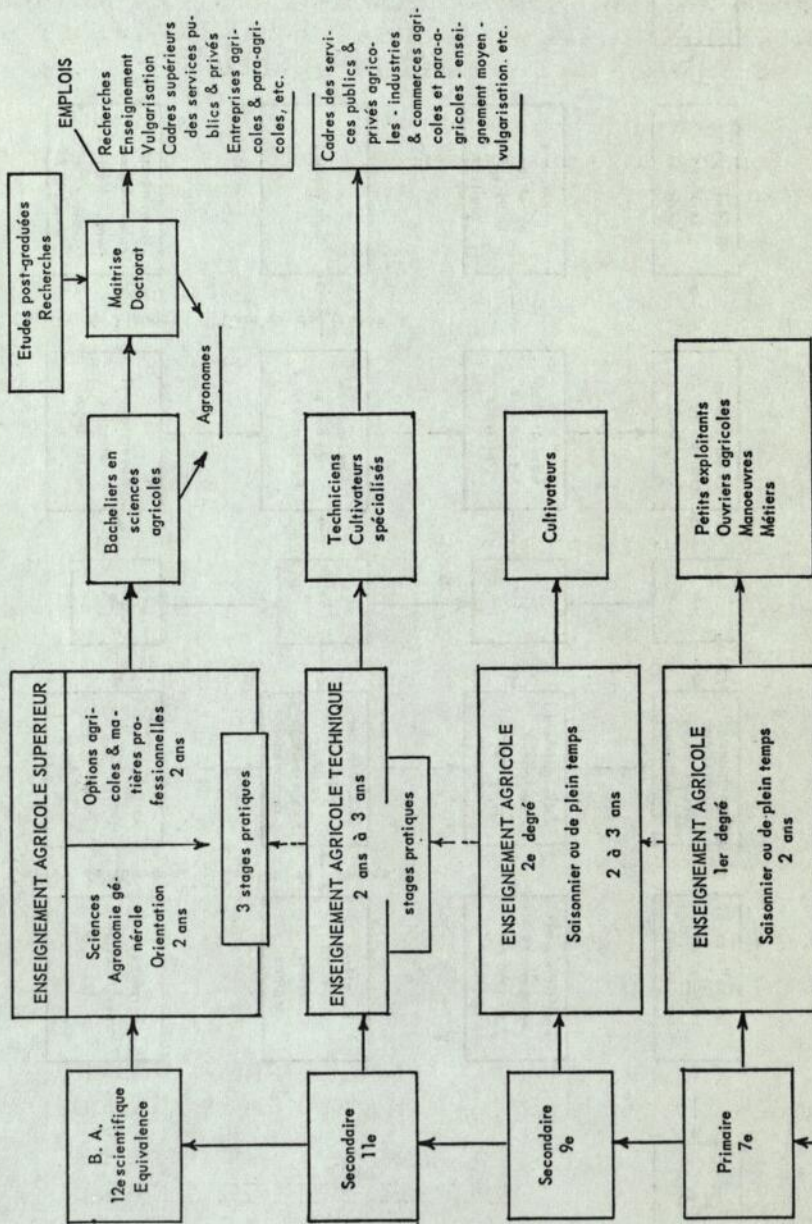 B. A.
12e scientifique
Equivalence
ENSEIGNEMENT AGRICOLE SUPERIEUR
Sciences
Agronomie gé-
nérale
Orientation
2 ans
Options agri-
coles & ma-
tières pro-
fessionnelles
2 ans
3 stages pratiques
Bacheliers en
sciences
agricoles
Etudes post-graduées
Recherches
Maitrise
Doctorat
Agronomes
EMPLOIS
Recherches
Enseignement
Vulgarisation
Cadres supérieurs
des services pu-
blics & privés
Entreprises agri-
coles & para-agri-
coles, etc.
Secondaire
11e
ENSEIGNEMENT AGRICOLE TECHNIQUE
2 ans à 3 ans
stages pratiques
Techniciens
Cultivateurs
spécialisés
Cadres des servi-
ces publics &
privés agrico-
les - industries
& commerces agri-
coles et para-a-
gricoles - ensei-
gnement moyen -
vulgarisation. etc.
Secondaire
9e
ENSEIGNEMENT AGRICOLE
2e degré
Saisonnier ou de plein temps
2 à 3 ans
Cultivateurs
Primaire
7e
ENSEIGNEMENT AGRICOLE
1er degré
Saisonnier ou de plein temps
2 ans
Petits exploitants
Ouvriers agricoles
Manoeuvres
Métiers